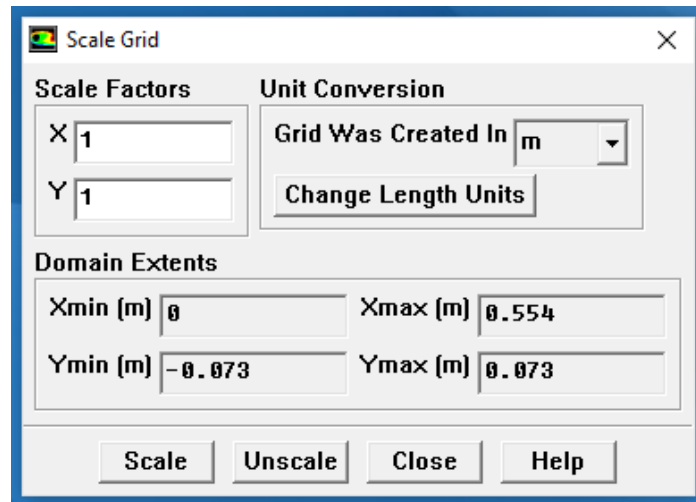 Scale Grid
Scale Factors
X 1
Y 1
Unit Conversion
Grid Was Created In m
Change Length Units
Domain Extents
Xmin (m) 0 Xmax (m) 0.554
Ymin (m) -0.073 Ymax (m) 0.073
Scale Unscale Close Help